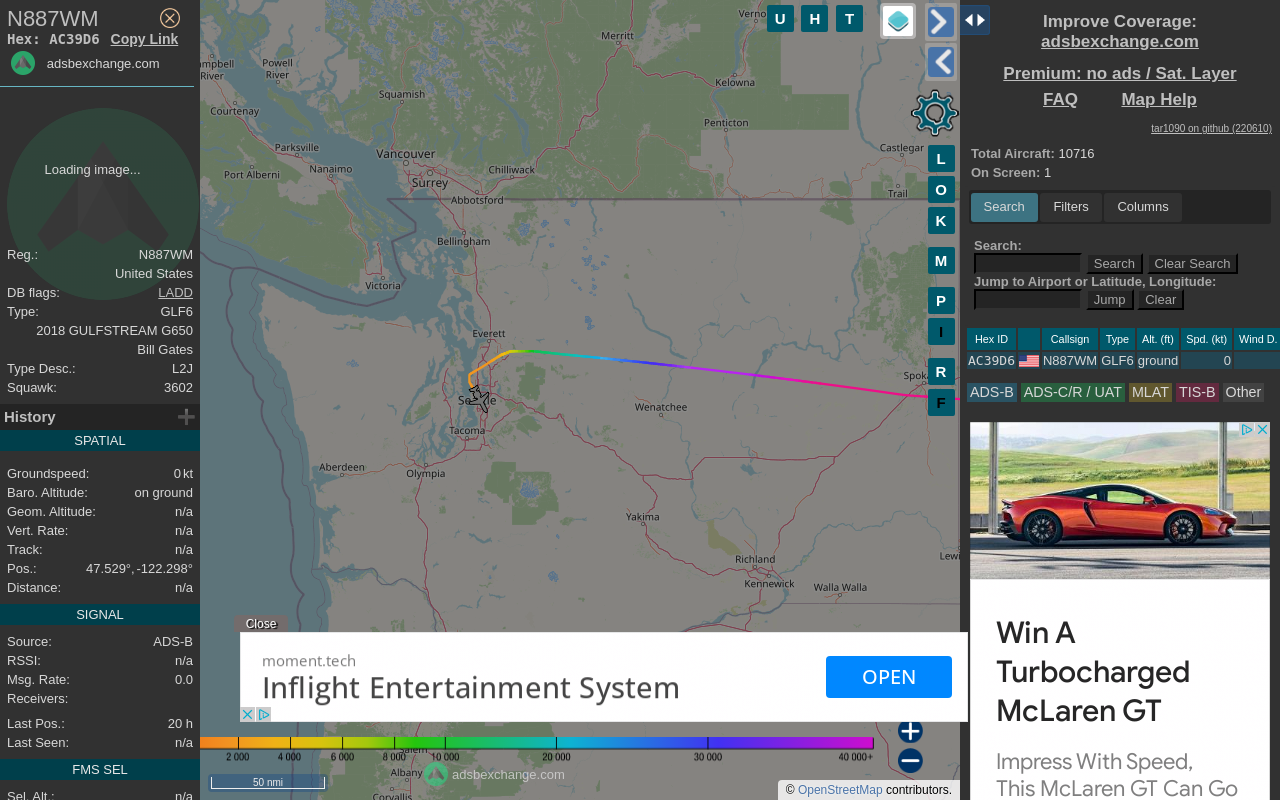 N887WM
Hex: AC39D6 Copy Link
adsbexchange.com
Loading image...
Reg.: N887WM
United States
DB flags: LADD
Type: GLF6
2018 GULFSTREAM G650
Bill Gates
Type Desc.: L2J
Squawk: 3602
History
SPATIAL
Groundspeed: 0 kt
Baro. Altitude: on ground
Geom. Altitude: n/a
Vert. Rate: n/a
Track: n/a
Pos.: 47.529°, -122.298°
Distance: n/a
SIGNAL
Source: ADS-B
RSSI: n/a
Msg. Rate: 0.0
Receivers:
Last Pos.: 20 h
Last Seen: n/a
FMS SEL
Sel. Alt.: n/a
U H T
L
O
K
M
P
I
R
F
Verno
Merritt
Powell River
ampbell River
Kelowna
Squamish
Courtenay
Penticton
Parksville
Vancouver
Castlegar
Nanaimo
Chilliwack
Port Alberni
Surrey
Trail
Abbotsford
Bellingham
Victoria
Everett
Spok
Se le
Wenatchee
Tacoma
Aberdeen
Olympia
Yakima
Richland
Lewi
Kennewick
Walla Walla
Close
moment.tech
Inflight Entertainment System
OPEN
Salem
2 000 4 000 6 000 8 000 10 000 20 000 30 000 40 000+
Albany
adsbexchange.com
50 nmi
Corvallis
© OpenStreetMap contributors.
Improve Coverage:
adsbexchange.com
Premium: no ads / Sat. Layer
FAQ Map Help
tar1090 on github (220610)
Total Aircraft: 10716
On Screen: 1
Search Filters Columns
Search:
Search Clear Search
Jump to Airport or Latitude, Longitude:
Jump Clear
Hex ID Callsign Type Alt. (ft) Spd. (kt) Wind D.
AC39D6 N887WM GLF6 ground 0
ADS-B ADS-C/R / UAT MLAT TIS-B Other
Win A
Turbocharged
McLaren GT
Impress With Speed,
This McLaren GT Can Go